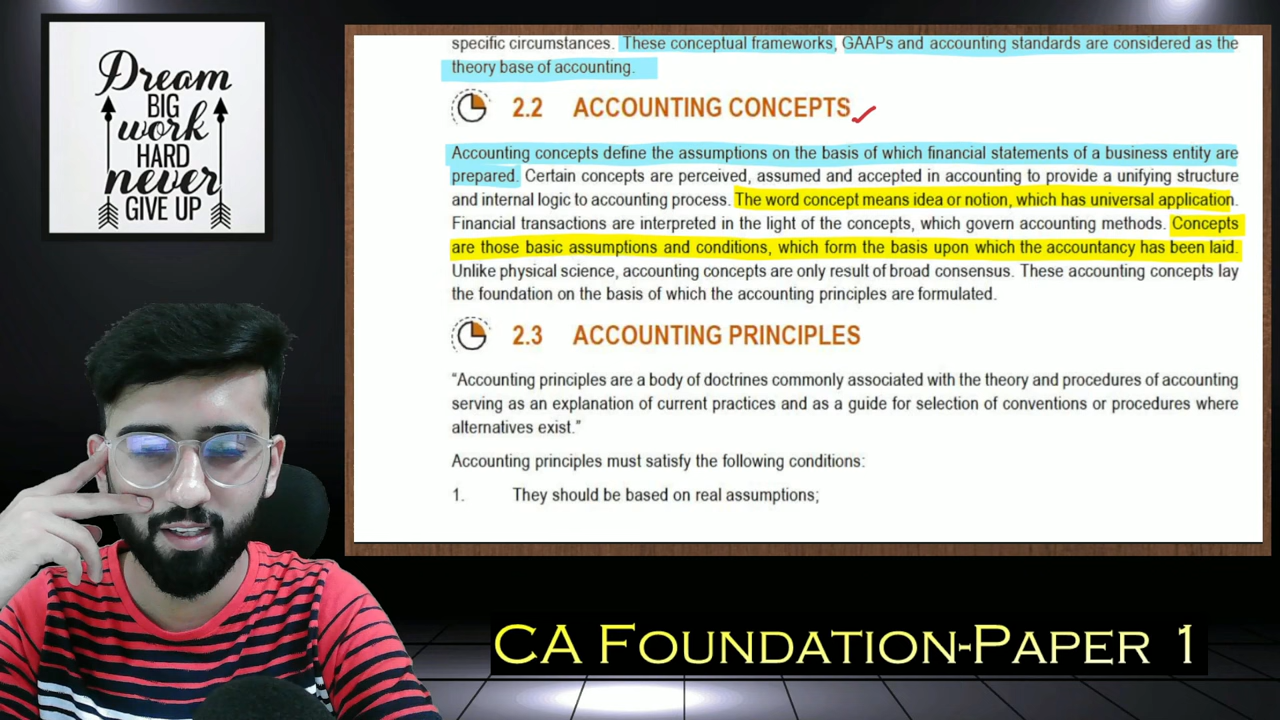 Dream
BIG
work
HARD
never
GIVE UP
specific circumstances. These conceptual frameworks, GAAPs and accounting standards are considered as the
theory base of accounting.
2.2 ACCOUNTING CONCEPTS
Accounting concepts define the assumptions on the basis of which financial statements of a business entity are
prepared. Certain concepts are perceived, assumed and accepted in accounting to provide a unifying structure
and internal logic to accounting process. The word concept means idea or notion, which has universal application.
Financial transactions are interpreted in the light of the concepts, which govern accounting methods. Concepts
are those basic assumptions and conditions, which form the basis upon which the accountancy has been laid.
Unlike physical science, accounting concepts are only result of broad consensus. These accounting concepts lay
the foundation on the basis of which the accounting principles are formulated.
2.3 ACCOUNTING PRINCIPLES
“Accounting principles are a body of doctrines commonly associated with the theory and procedures of accounting
serving as an explanation of current practices and as a guide for selection of conventions or procedures where
alternatives exist.”
Accounting principles must satisfy the following conditions:
1. They should be based on real assumptions;
CA FOUNDATION-PAPER 1